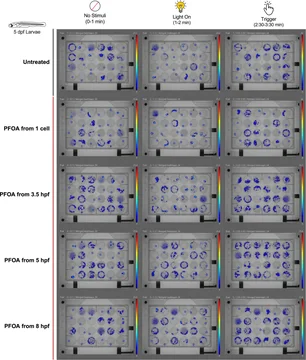 No Stimuli
(0-1 min)
Light On
(1-2 min)
Trigger
(2:30-3:30 min)
5 dpf Larvae
Untreated
PFOA from 1 cell
PFOA from 3.5 hpf
PFOA from 5 hpf
PFOA from 8 hpf